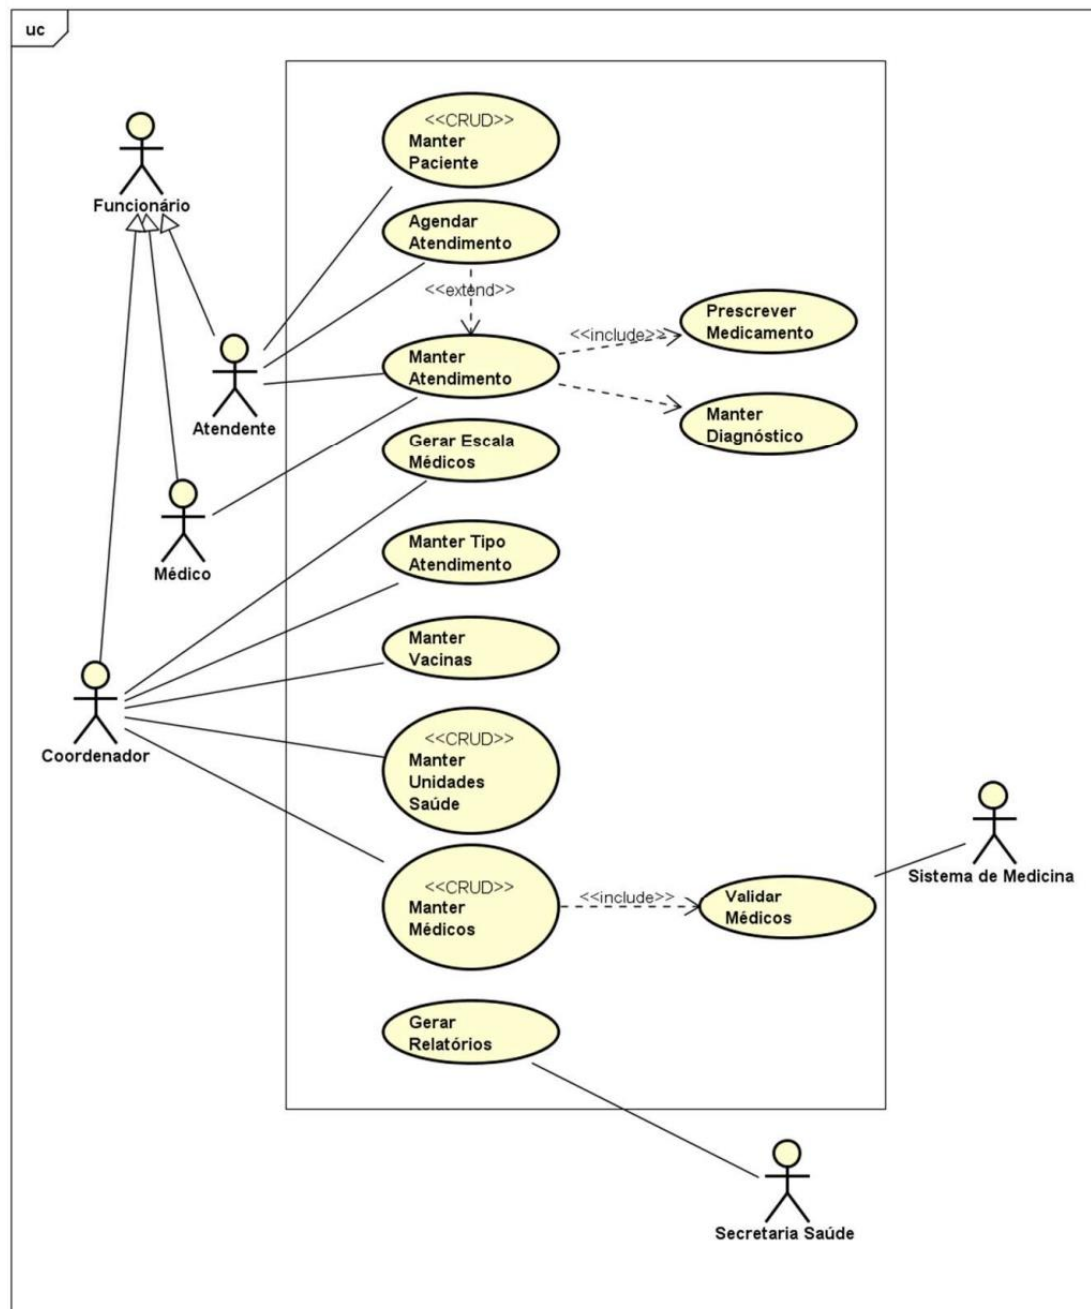 uc
<<CRUD>>
Manter
Paciente
Funcionário
Agendar
Atendimento
<<extend>>
Prescrever
Medicamento
<<include>>
Manter
Atendimento
Atendente
Manter
Diagnóstico
Gerar Escala
Médicos
Médico
Manter Tipo
Atendimento
Manter
Vacinas
Coordenador
<<CRUD>>
Manter
Unidades
Saúde
Sistema de Medicina
<<CRUD>>
Manter
Médicos
<<include>>
Validar
Médicos
Gerar
Relatórios
Secretaria Saúde